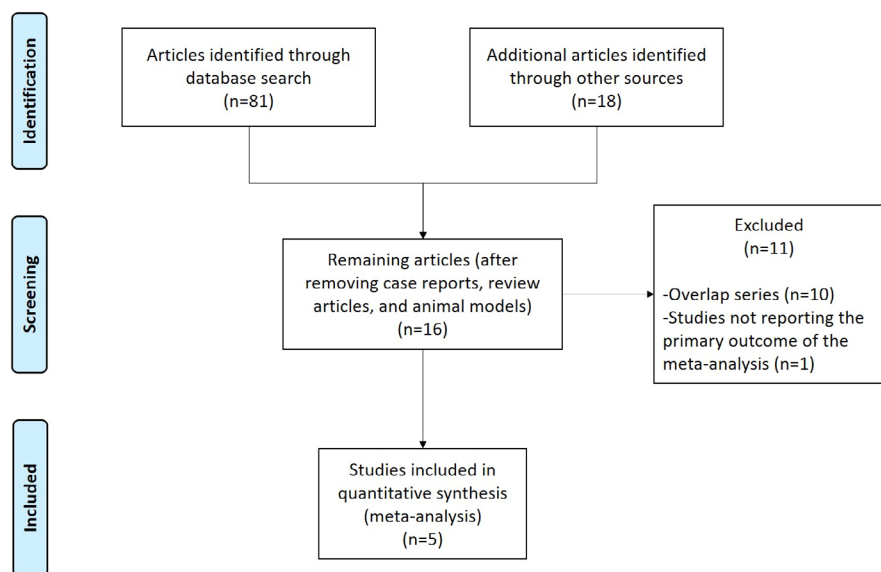 Identification
Articles identified through
database search
(n=81)
Additional articles identified
through other sources
(n=18)
Screening
Remaining articles (after
removing case reports, review
articles, and animal models)
(n=16)
Excluded
(n=11)
-Overlap series (n=10)
-Studies not reporting the
primary outcome of the
meta-analysis (n=1)
Included
Studies included in
quantitative synthesis
(meta-analysis)
(n=5)